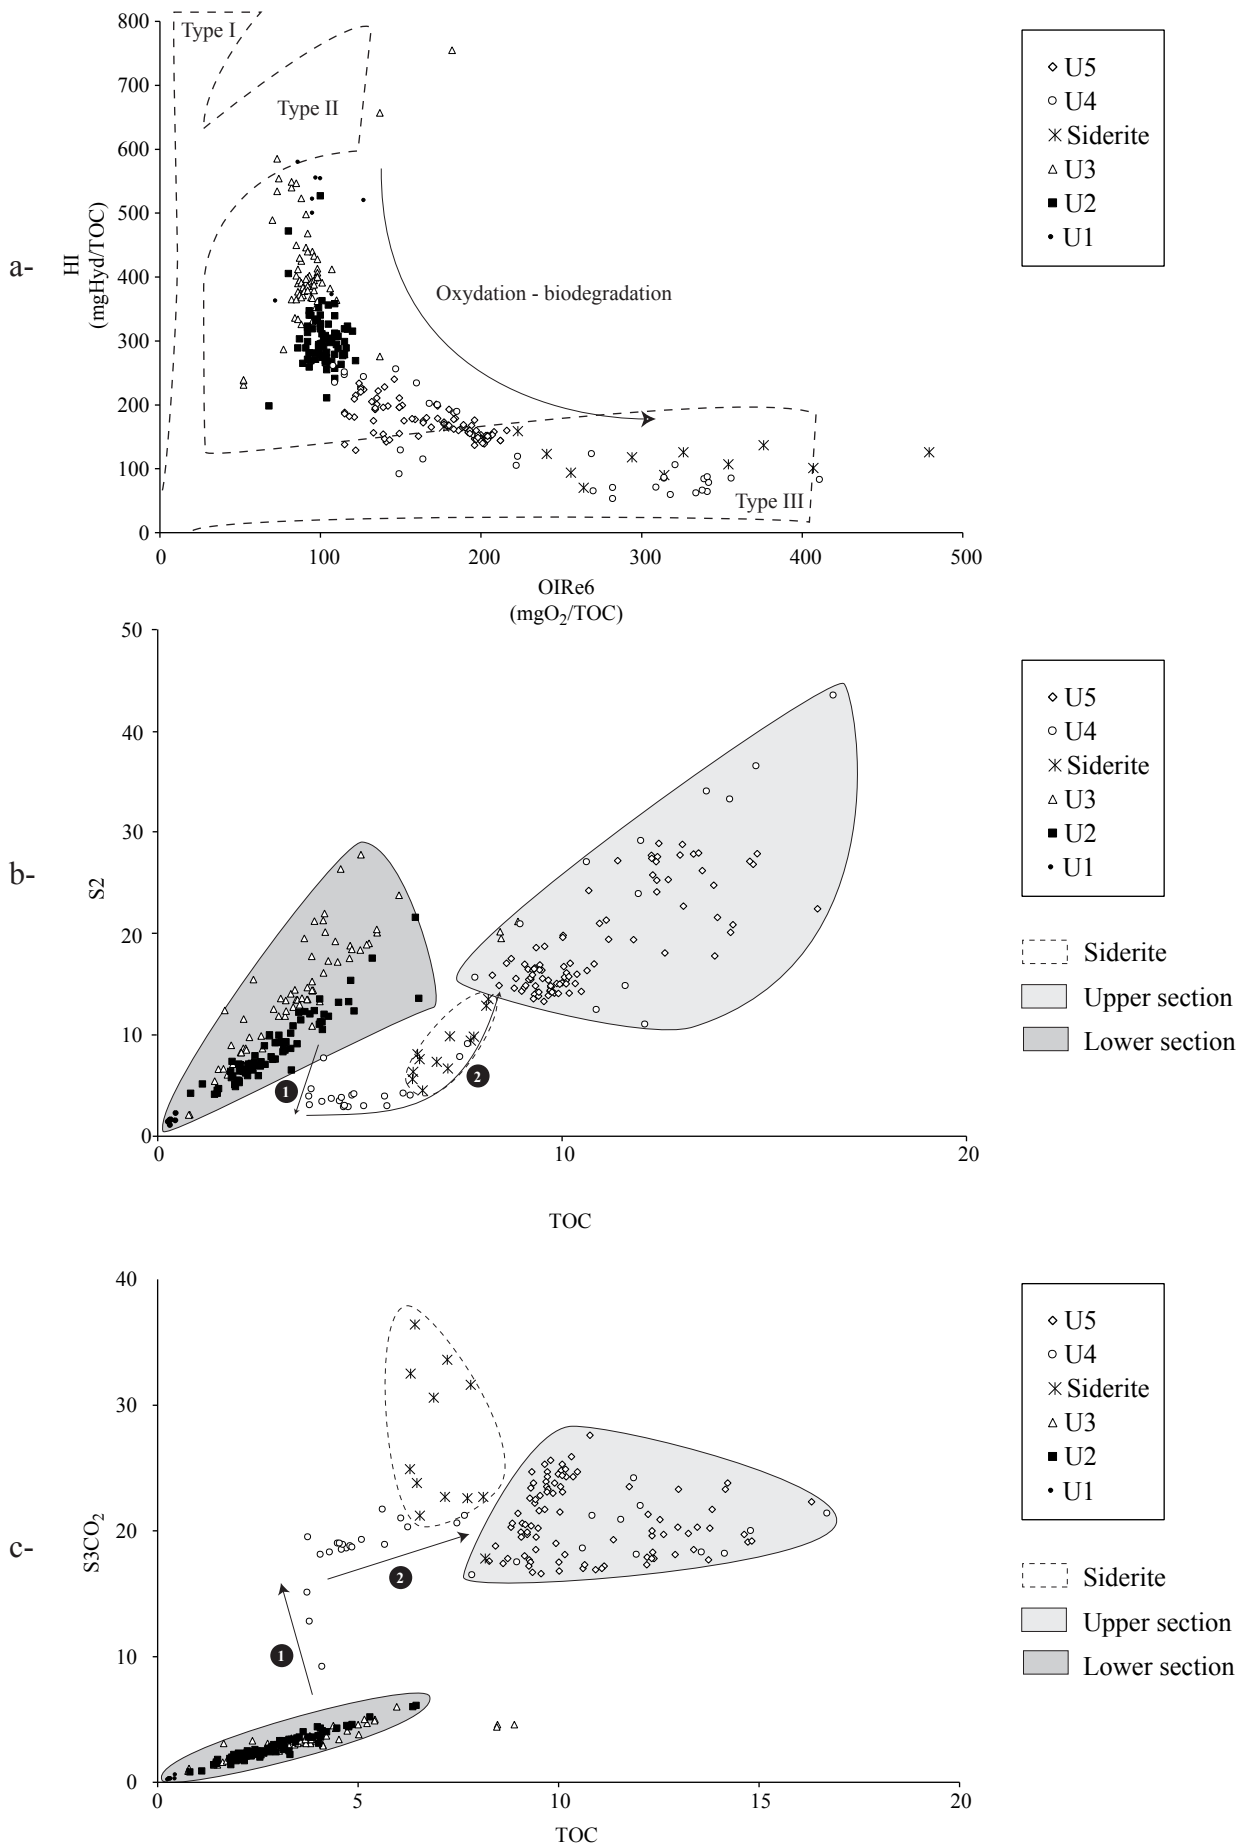 a-
HI
(mgHyd/TOC)
800
700
600
500
400
300
200
100
0
Type I
Type II
Oxydation - biodegradation
Type III
0 100 200 300 400 500
OIRe6
(mgO₂/TOC)
U5
U4
Siderite
U3
U2
U1
b-
S2
50
40
30
20
10
0
1
2
0 10 20
TOC
U5
U4
Siderite
U3
U2
U1
Siderite
Upper section
Lower section
c-
S3CO₂
40
30
20
10
0
1
2
0 5 10 15 20
TOC
U5
U4
Siderite
U3
U2
U1
Siderite
Upper section
Lower section